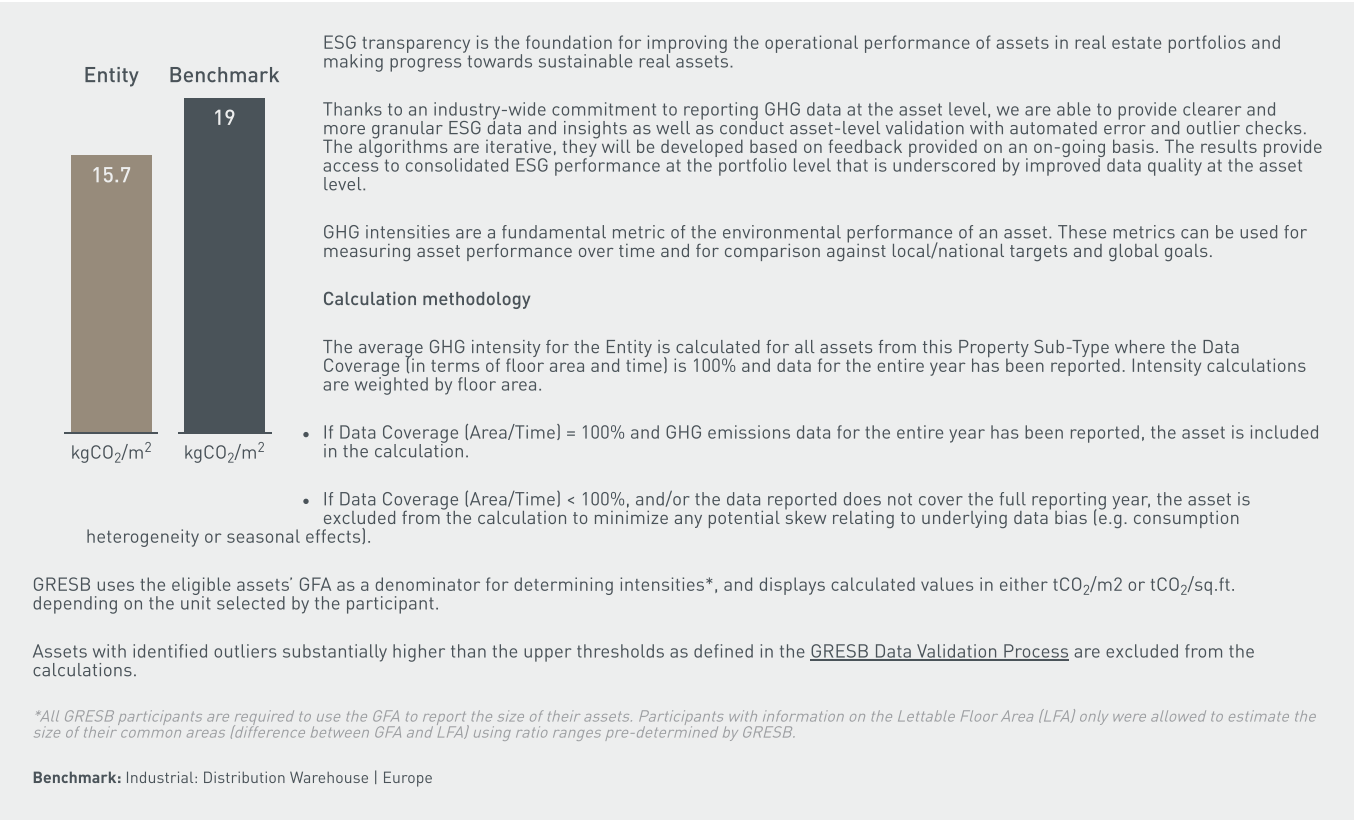 Entity Benchmark
19
15.7
kgCO2/m2 kgCO2/m2
ESG transparency is the foundation for improving the operational performance of assets in real estate portfolios and
making progress towards sustainable real assets.
Thanks to an industry-wide commitment to reporting GHG data at the asset level, we are able to provide clearer and
more granular ESG data and insights as well as conduct asset-level validation with automated error and outlier checks.
The algorithms are iterative, they will be developed based on feedback provided on an on-going basis. The results provide
access to consolidated ESG performance at the portfolio level that is underscored by improved data quality at the asset
level.
GHG intensities are a fundamental metric of the environmental performance of an asset. These metrics can be used for
measuring asset performance over time and for comparison against local/national targets and global goals.
Calculation methodology
The average GHG intensity for the Entity is calculated for all assets from this Property Sub-Type where the Data
Coverage (in terms of floor area and time) is 100% and data for the entire year has been reported. Intensity calculations
are weighted by floor area.
• If Data Coverage (Area/Time) = 100% and GHG emissions data for the entire year has been reported, the asset is included
in the calculation.
• If Data Coverage (Area/Time) < 100%, and/or the data reported does not cover the full reporting year, the asset is
excluded from the calculation to minimize any potential skew relating to underlying data bias (e.g. consumption
heterogeneity or seasonal effects).
GRESB uses the eligible assets' GFA as a denominator for determining intensities*, and displays calculated values in either tCO2/m2 or tCO2/sq.ft.
depending on the unit selected by the participant.
Assets with identified outliers substantially higher than the upper thresholds as defined in the GRESB Data Validation Process are excluded from the
calculations.
*All GRESB participants are required to use the GFA to report the size of their assets. Participants with information on the Lettable Floor Area (LFA) only were allowed to estimate the
size of their common areas (difference between GFA and LFA) using ratio ranges pre-determined by GRESB.
Benchmark: Industrial: Distribution Warehouse | Europe